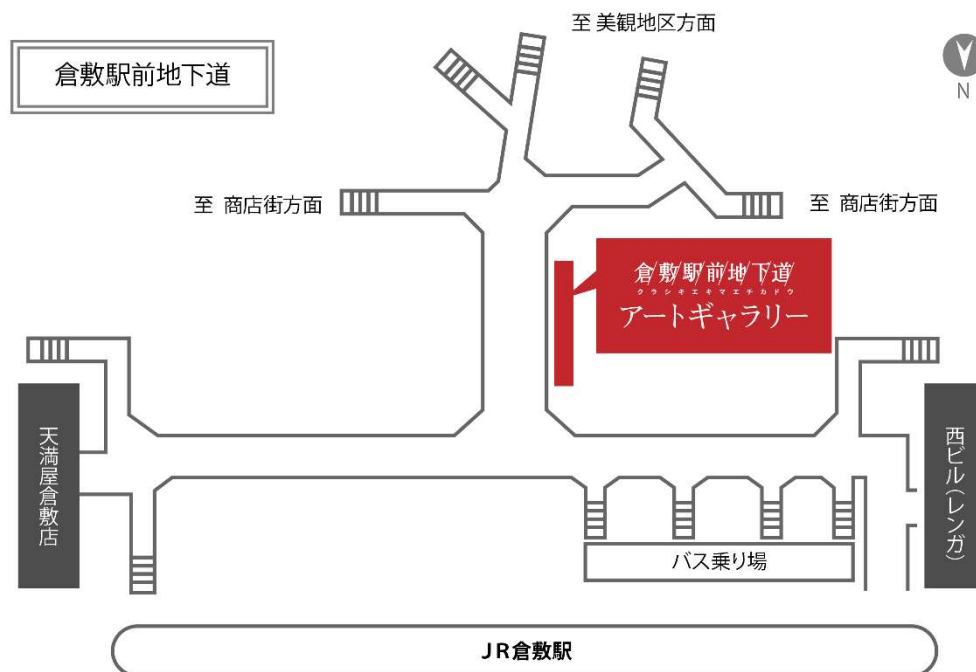 至 美観地区方面
倉敷駅前地下道
N
至 商店街方面
至 商店街方面
倉敷駅前地下道
クラシキエキマエチカドウ
アートギャラリー
天満屋倉敷店
西ビル(レンガ)
バス乗り場
JR倉敷駅